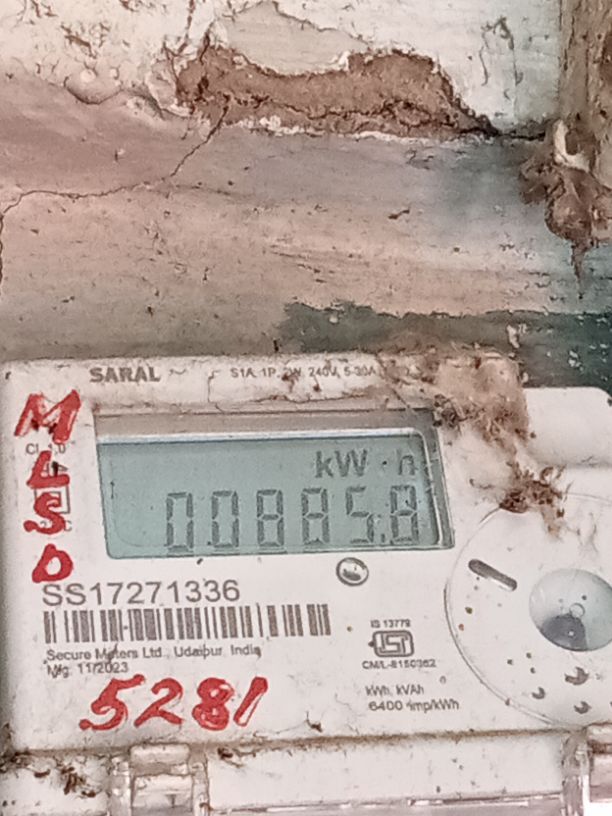 SARAL ~
S1A, 1P, 2W, 240V, 5-30A
MLSO
kW·h
00885.8
SS17271336
IS 13779
Secure Meters Ltd., Udaipur, India
CM/L-8150362
Mfg. 11/2023
kWh, kVAh
6400 imp/kWh
5281